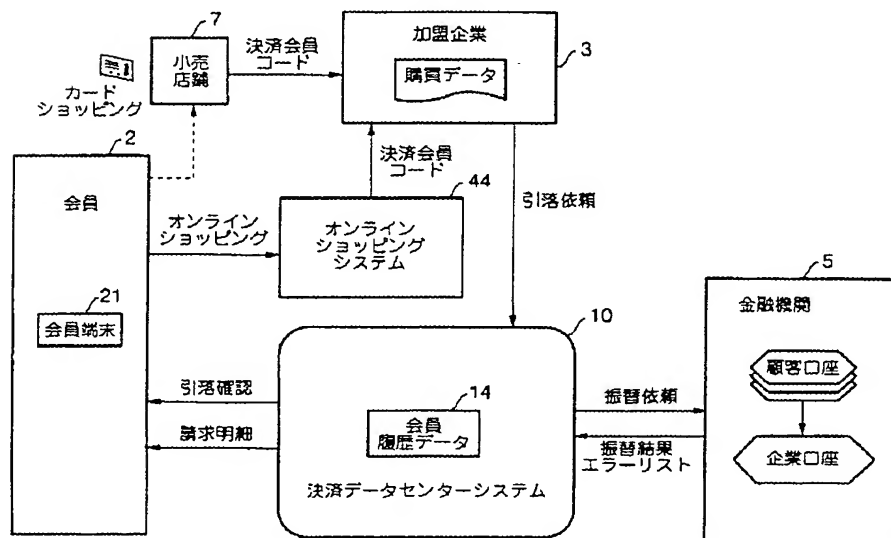 7
小売
店舗
決済会員
コード
加盟企業
3
購買データ
カード
ショッピング
2
会員
決済会員
コード
44
オンライン
ショッピング
オンライン
ショッピング
システム
引落依頼
21
会員端末
5
金融機関
顧客口座
企業口座
10
引落確認
請求明細
14
会員
履歴データ
決済データセンターシステム
振替依頼
振替結果
エラーリスト